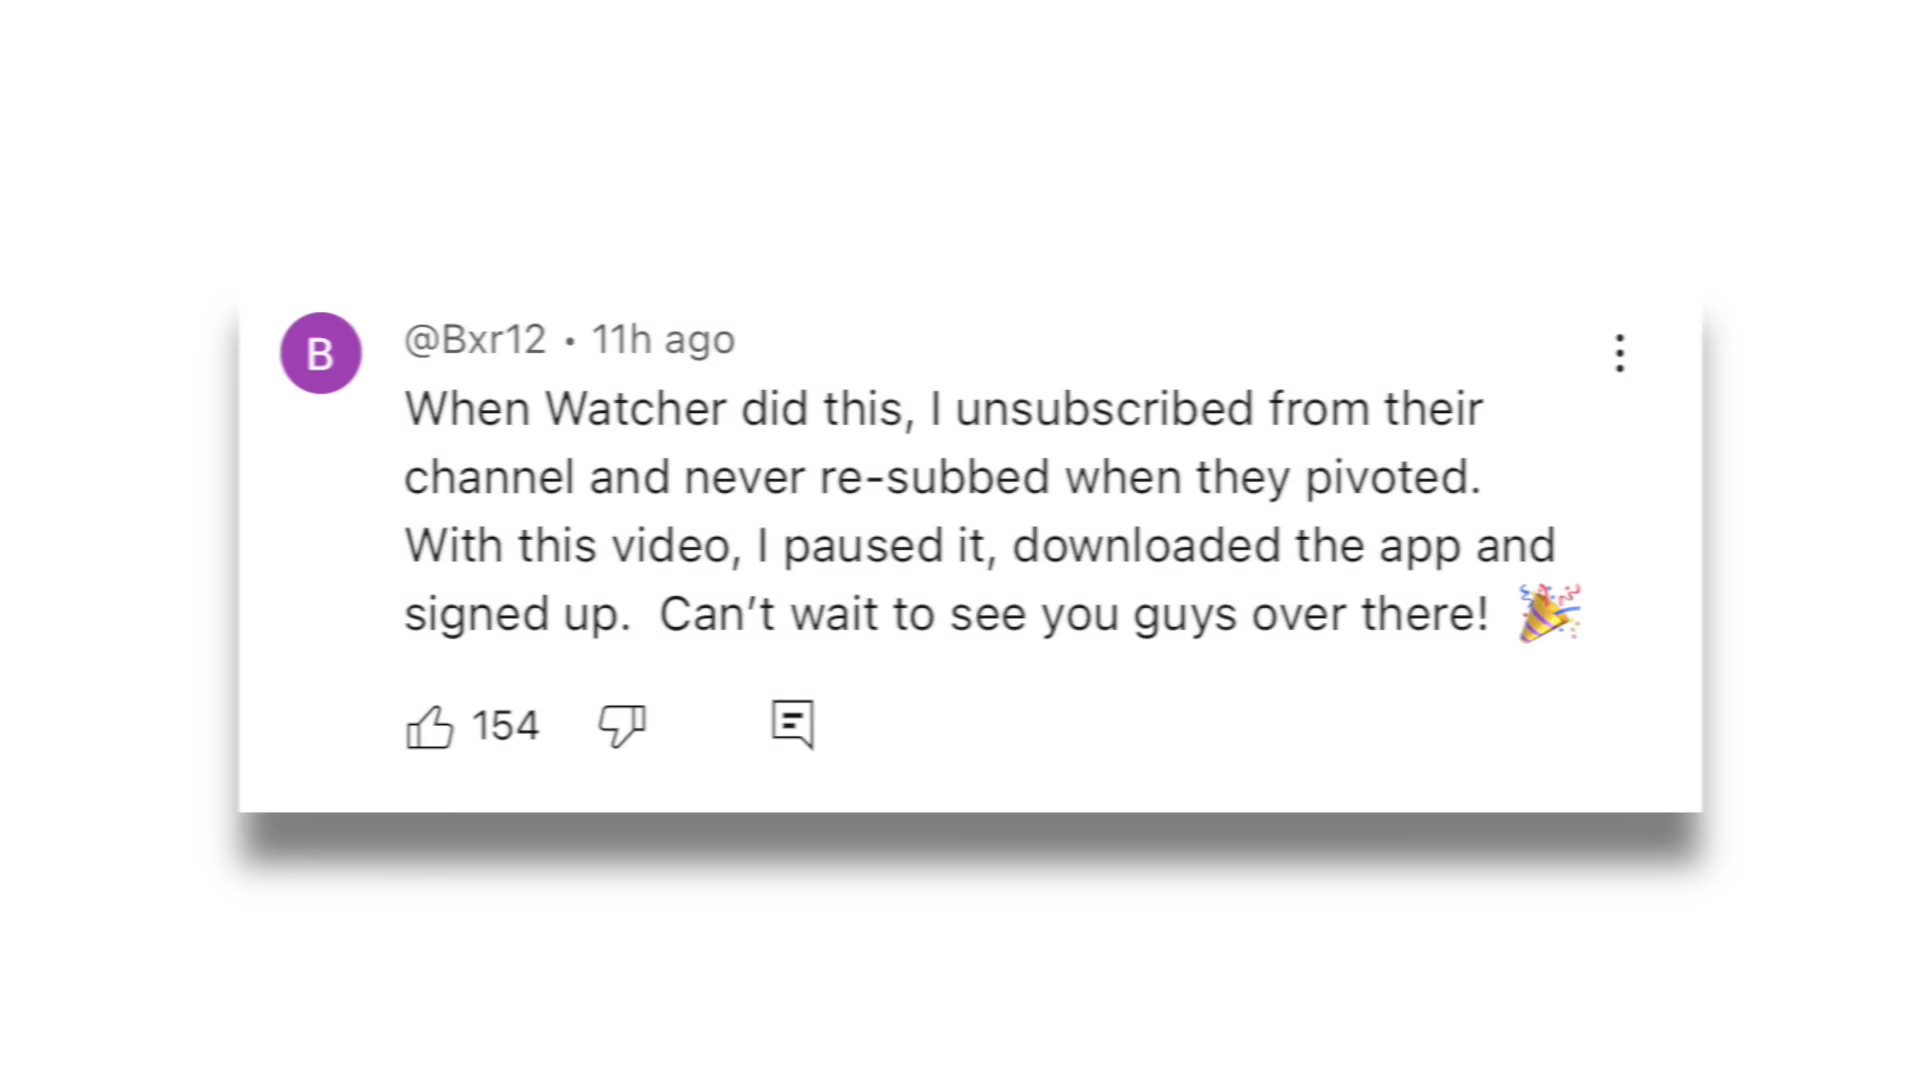 B
@Bxr12 • 11h ago
When Watcher did this, I unsubscribed from their
channel and never re-subbed when they pivoted.
With this video, I paused it, downloaded the app and
signed up.  Can't wait to see you guys over there! 🎉
154